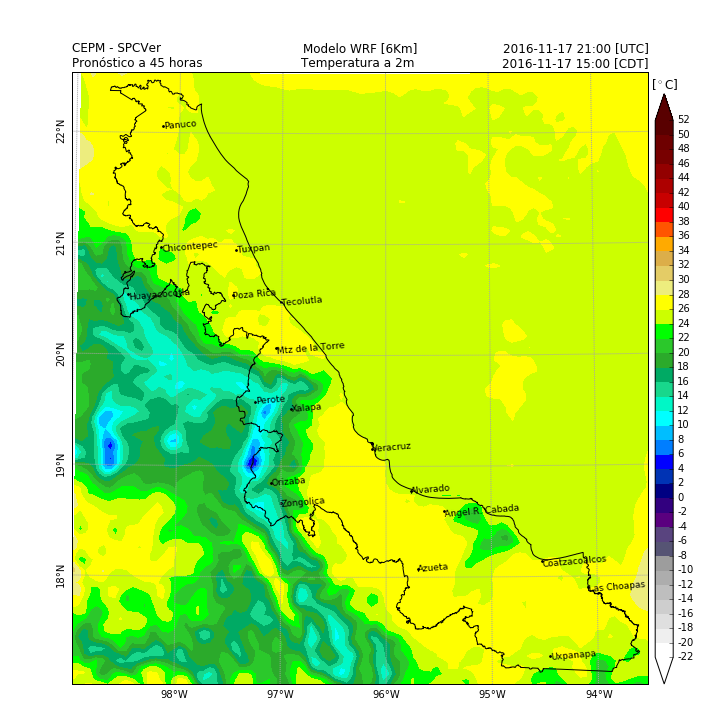 CEPM - SPCVer Modelo WRF [6Km] 2016-11-17 21:00 [UTC]
Pronóstico a 45 horas Temperatura a 2m 2016-11-17 15:00 [CDT]
[°C]
52
50
48
46
44
42
40
38
36
34
32
30
28
26
24
22
20
18
16
14
12
10
8
6
4
2
0
-2
-4
-6
-8
-10
-12
-14
-16
-18
-20
-22
22°N
21°N
20°N
19°N
18°N
Panuco
Chicontepec
Tuxpan
Huayacocotla
Poza Rica
Tecolutla
Mtz de la Torre
Perote
Xalapa
Veracruz
Orizaba
Alvarado
Zongolica
Angel R. Cabada
Azueta
Coatzacoalcos
Las Choapas
Uxpanapa
98°W 97°W 96°W 95°W 94°W